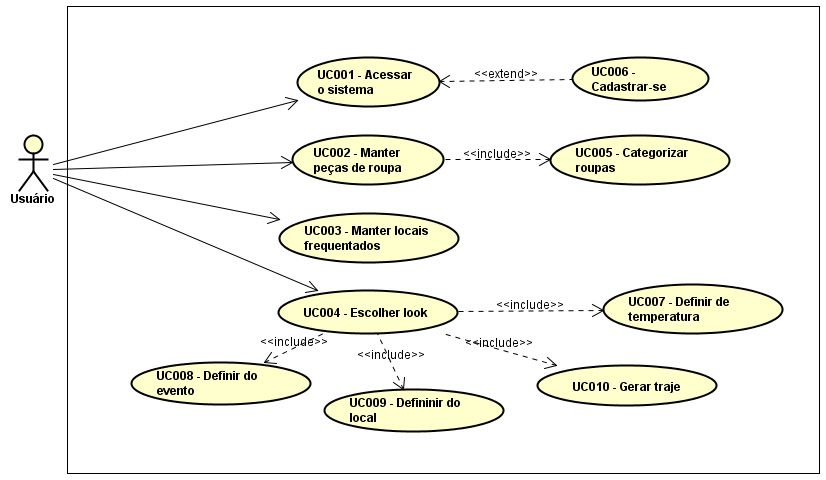 UC001 - Acessar
o sistema
<<extend>>
UC006 -
Cadastrar-se
Usuário
UC002 - Manter
peças de roupa
<<include>>
UC005 - Categorizar
roupas
UC003 - Manter locais
frequentados
UC004 - Escolher look
<<include>>
UC007 - Definir de
temperatura
<<include>>
<<include>>
<<include>>
UC008 - Definir do
evento
UC009 - Defininir do
local
UC010 - Gerar traje